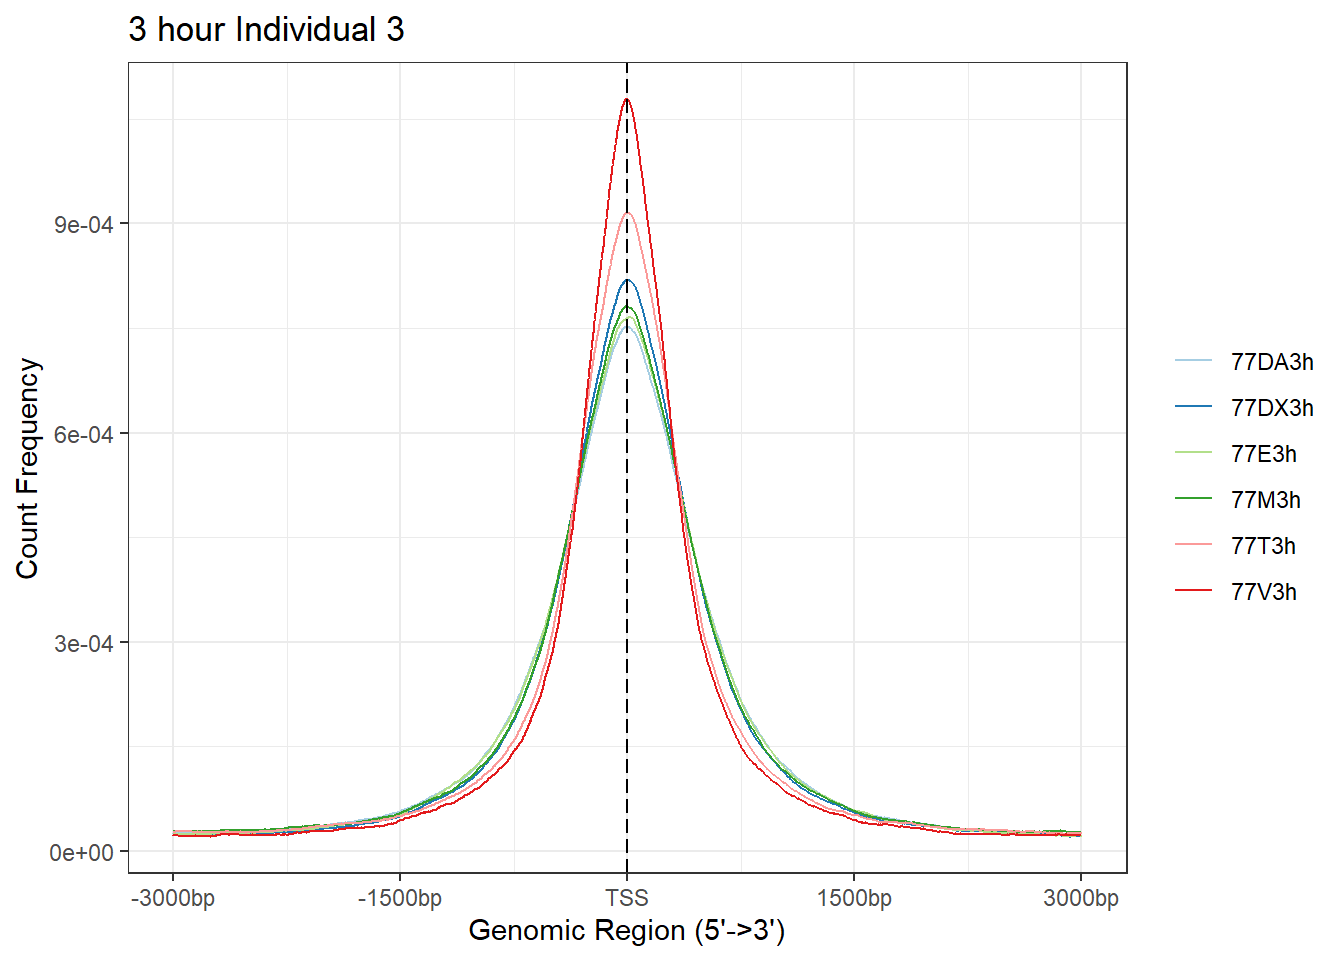 3 hour Individual 3
9e-04
6e-04
3e-04
0e+00
Count Frequency
-3000bp
-1500bp
TSS
1500bp
3000bp
Genomic Region (5'->3')
77DA3h
77DX3h
77E3h
77M3h
77T3h
77V3h